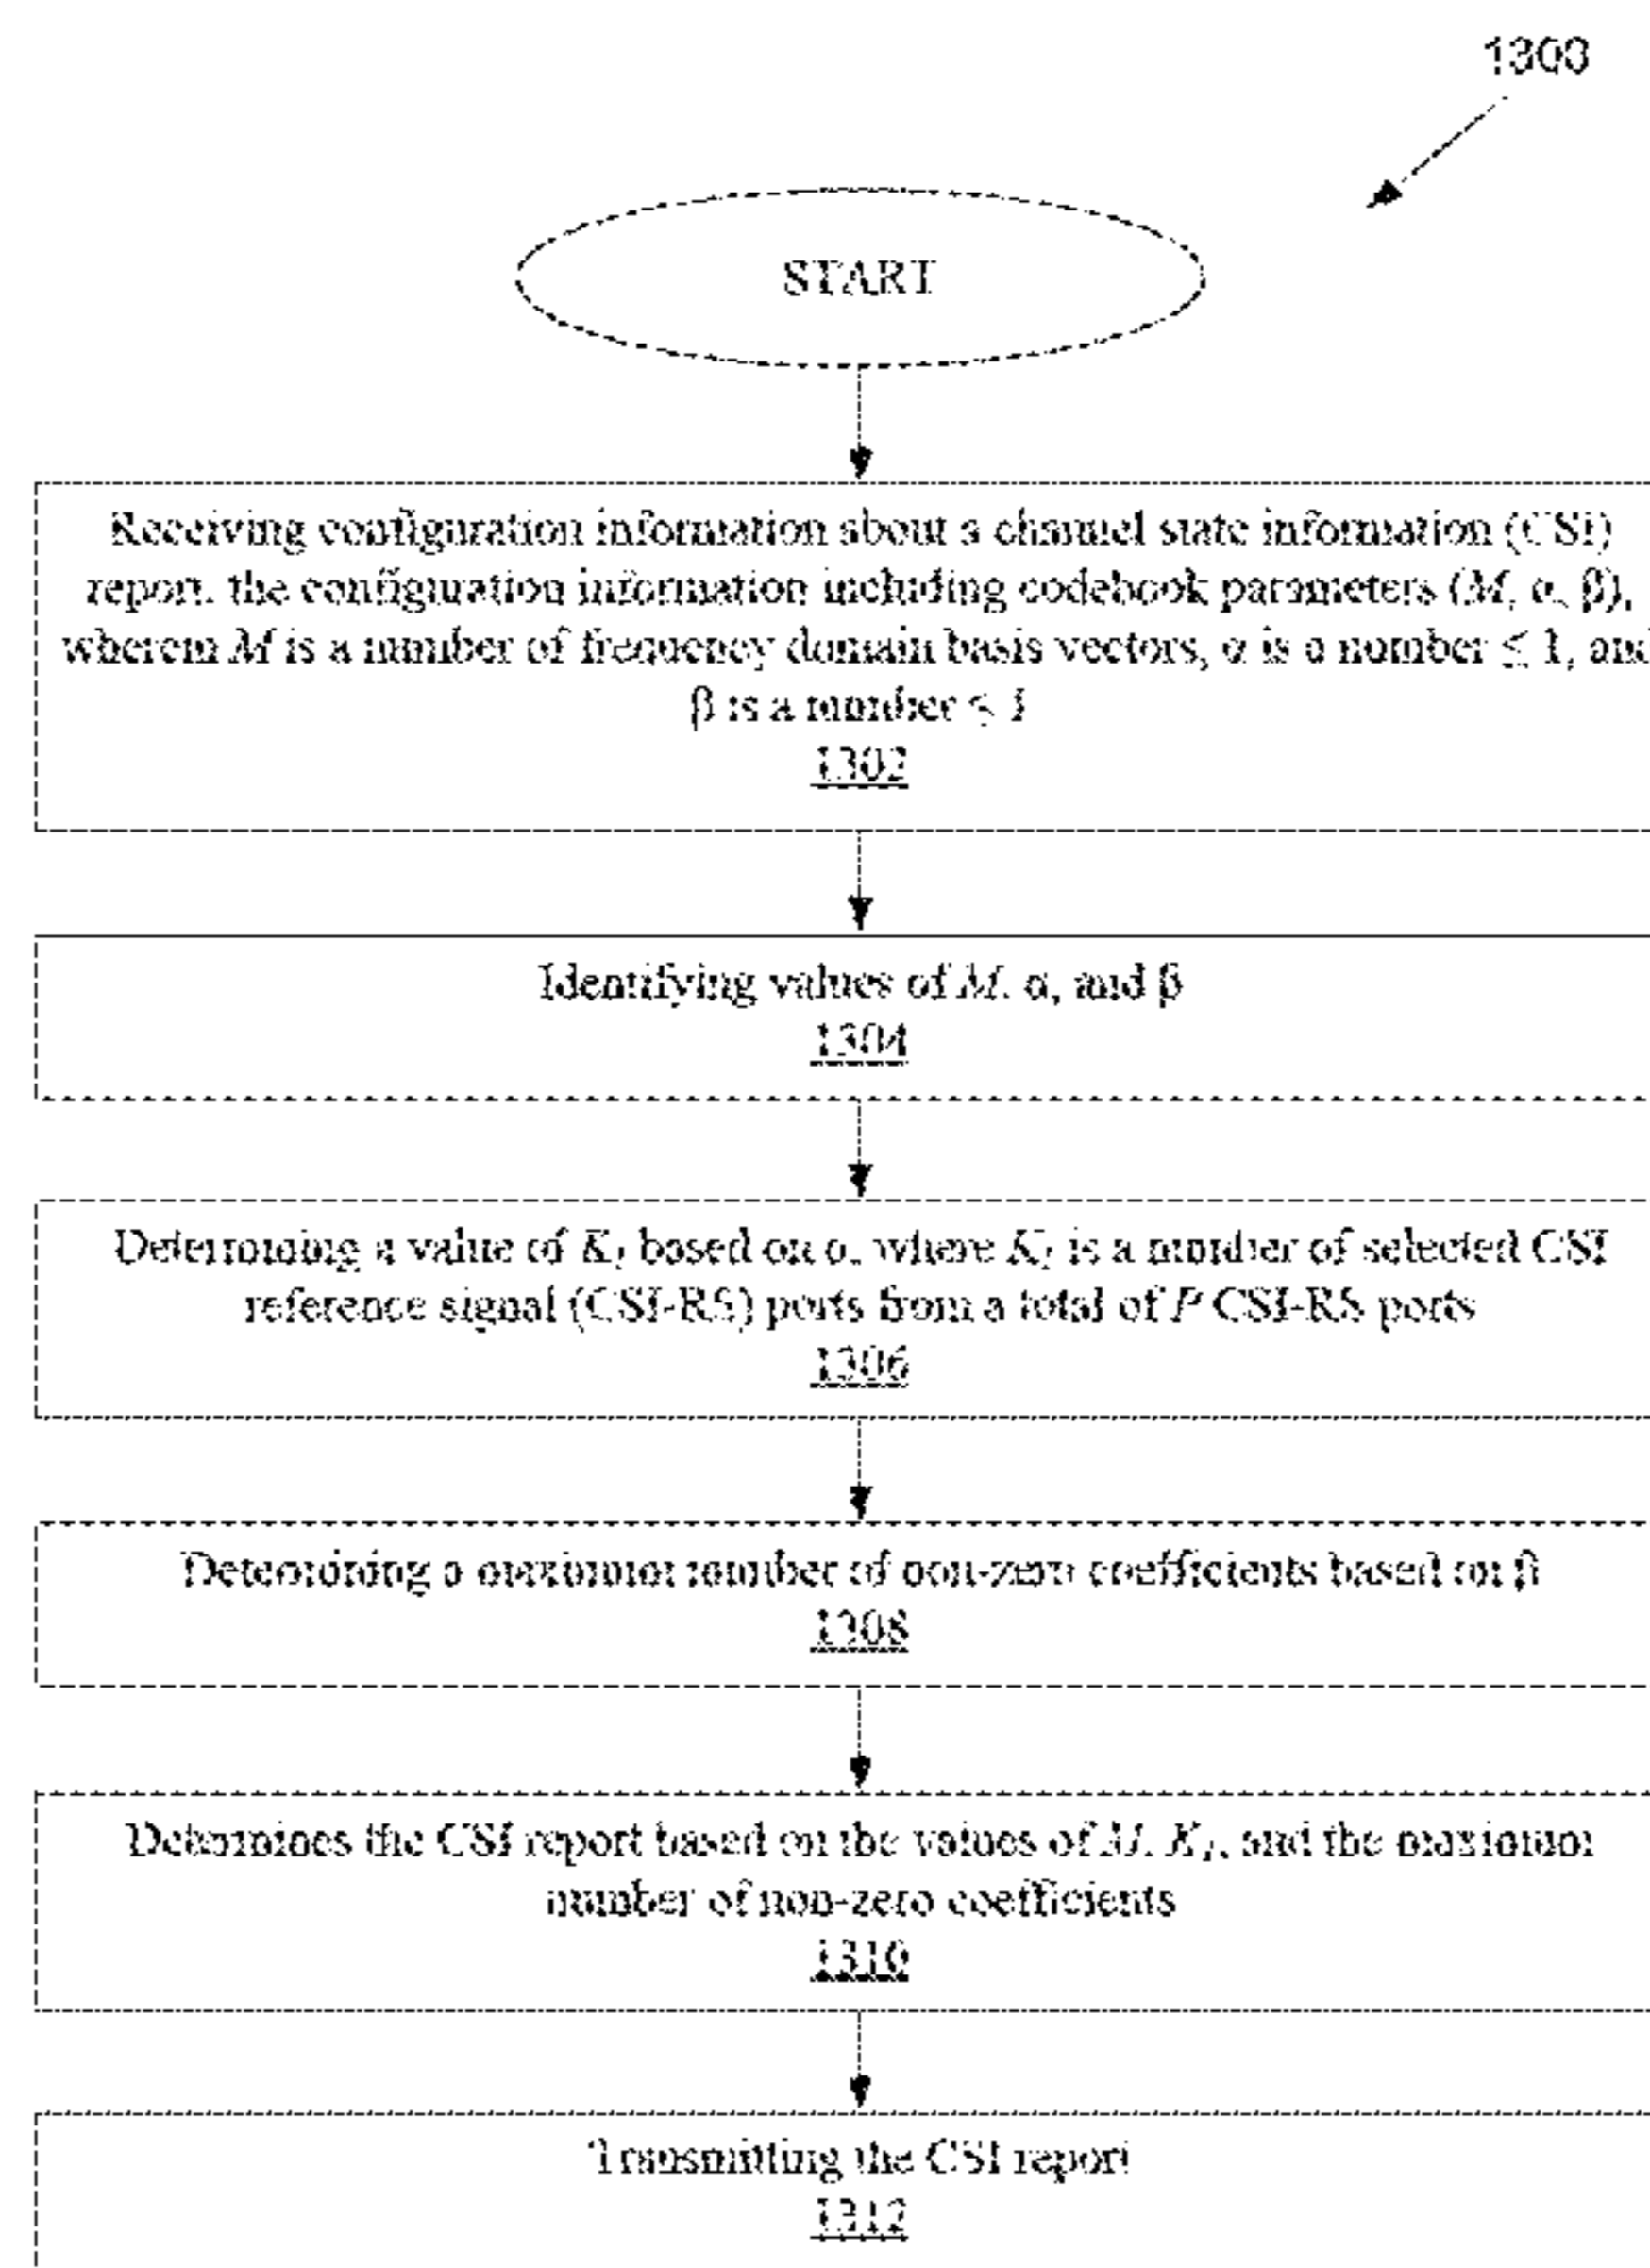 1300
START
Receiving configuration information about a channel state information (CSI)
report, the configuration information including codebook parameters (M, α, β),
wherein M is a number of frequency domain basis vectors, α is a number ≤ 1, and
β is a number ≤ 1
1302
Identifying values of M, α, and β
1304
Determining a value of K₁ based on α, where K₁ is a number of selected CSI
reference signal (CSI-RS) ports from a total of P CSI-RS ports
1306
Determining a maximum number of non-zero coefficients based on β
1308
Determines the CSI report based on the values of M, K₁, and the maximum
number of non-zero coefficients
1310
Transmitting the CSI report
1312